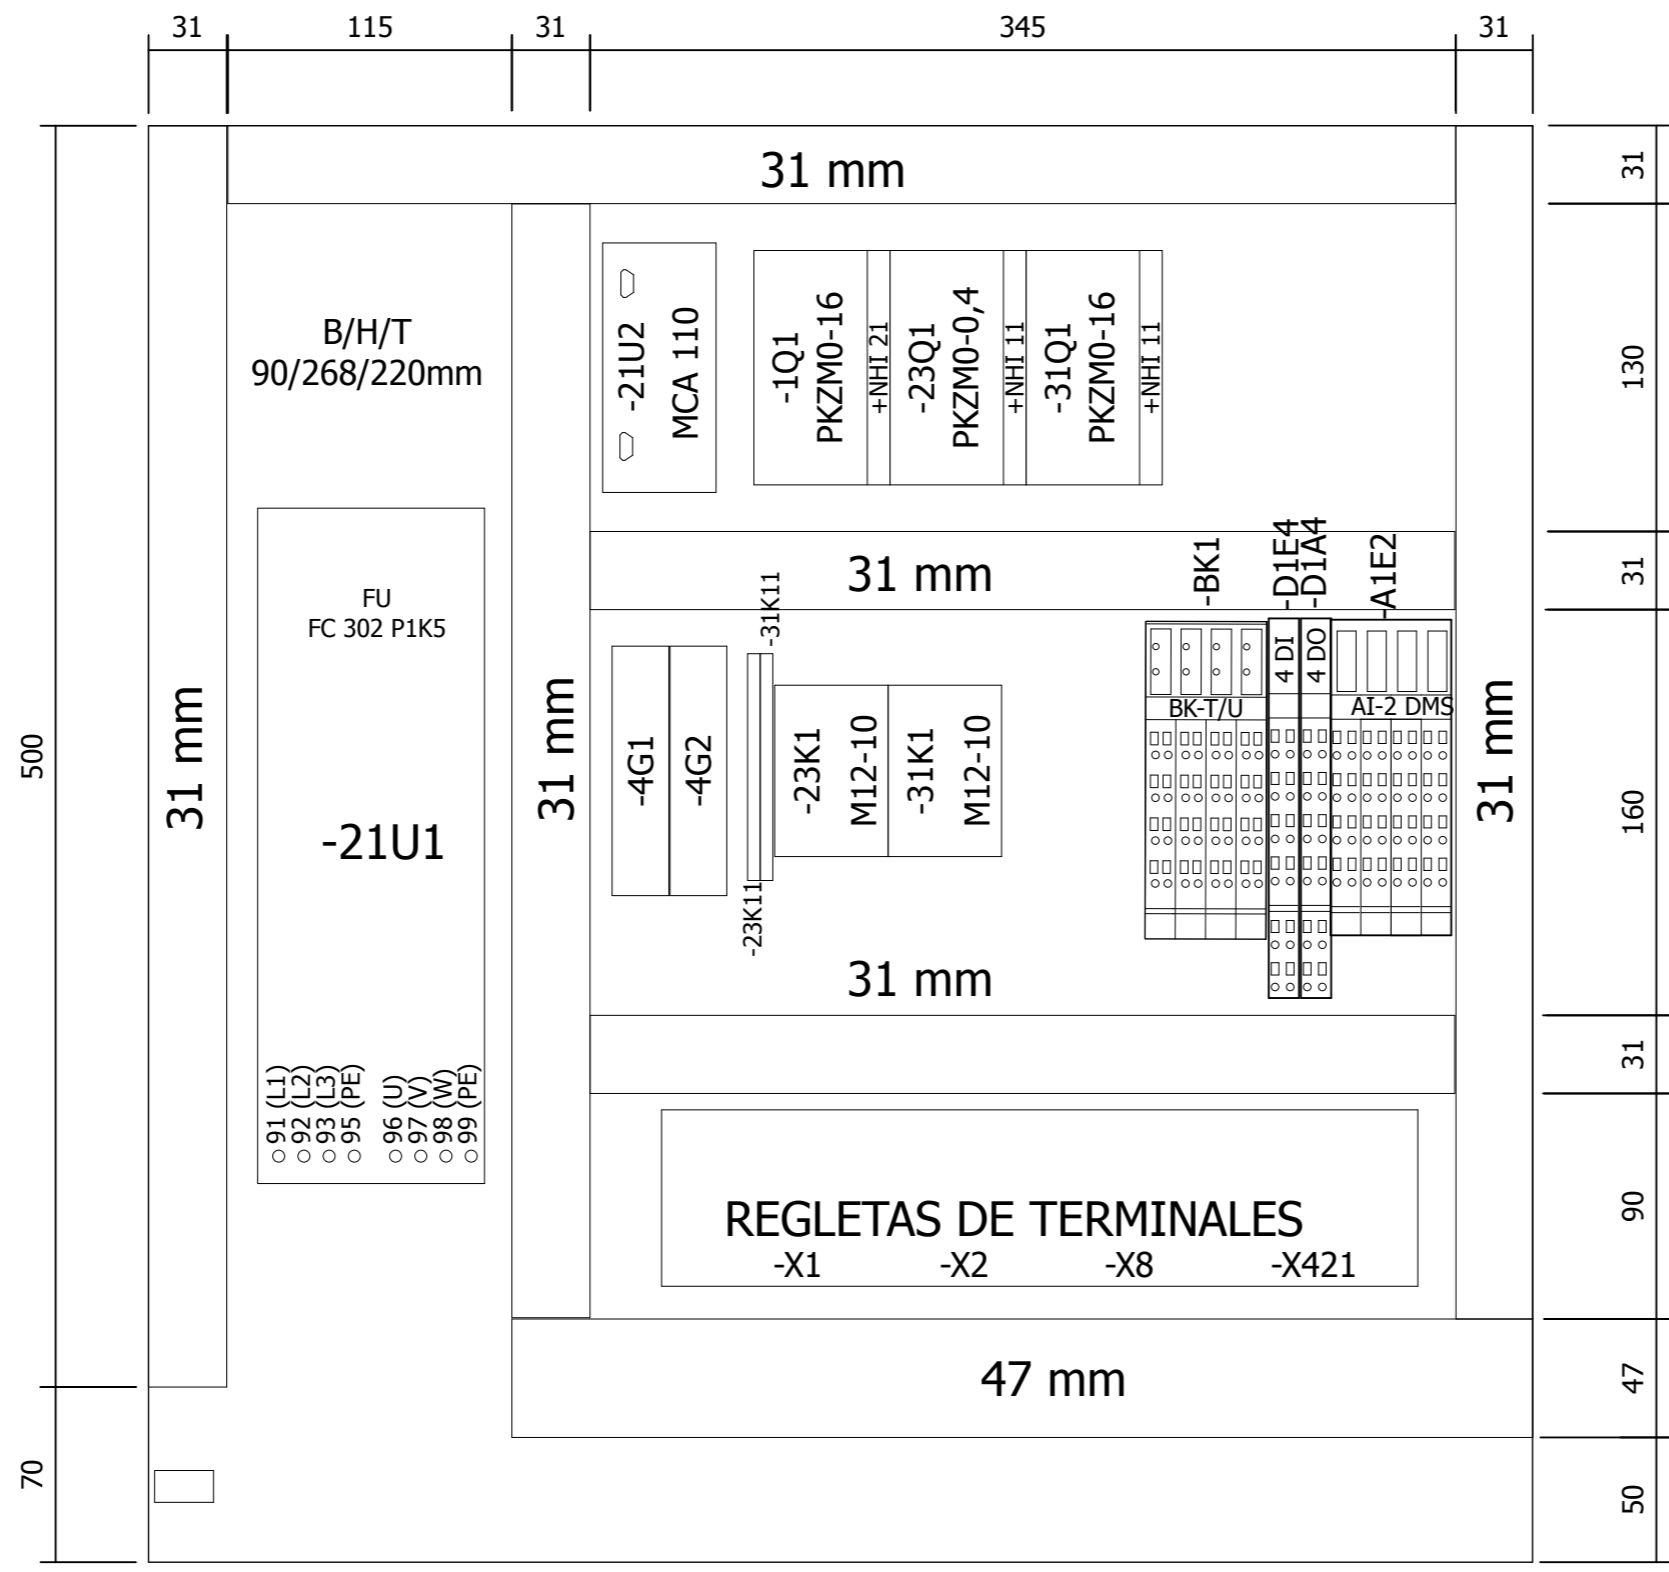 31
115
31
345
31
31 mm
31
B/H/T
90/268/220mm
-21U2
MCA 110
-1Q1
PKZM0-16
+NHI 21
-23Q1
PKZM0-0,4
+NHI 11
-31Q1
PKZM0-16
+NHI 11
130
31 mm
-BK1
-D1E4
-D1A4
-A1E2
31
FU
FC 302 P1K5
-31K11
4 DI
4 DO
BK-T/U
AI-2 DMS
500
31 mm
-21U1
31 mm
-4G1
-4G2
-23K1
M12-10
-31K1
M12-10
31 mm
160
-23K11
31 mm
31
91 (L1)
92 (L2)
93 (L3)
95 (PE)
96 (U)
97 (V)
98 (W)
99 (PE)
REGLETAS DE TERMINALES
-X1
-X2
-X8
-X421
90
47 mm
47
70
50